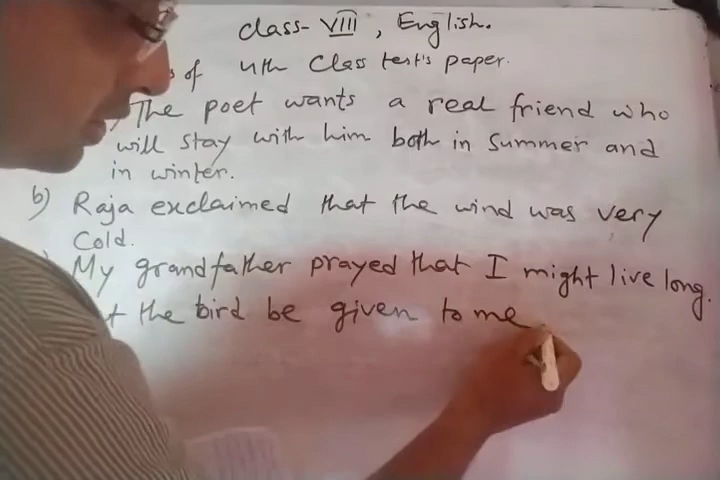 class- VIII, English.
of 4th Class test's paper.
The poet wants a real friend who
will stay with him both in Summer and
in winter.
b) Raja exclaimed that the wind was very
Cold.
My grandfather prayed that I might live long.
the bird be given to me